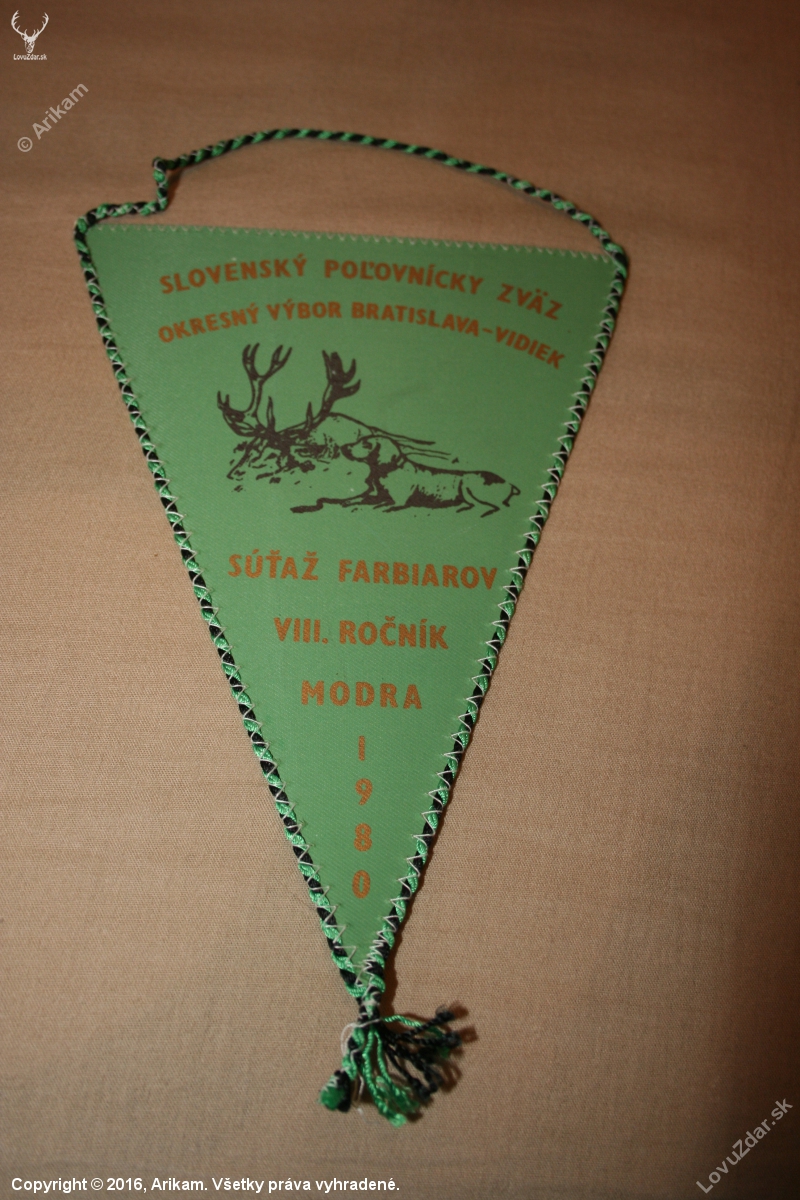 LovuZdar.sk
© Arikam
SLOVENSKÝ POĽOVNÍCKY ZVÄZ
OKRESNÝ VÝBOR BRATISLAVA-VIDIEK
SÚŤAŽ FARBIAROV
VIII. ROČNÍK
MODRA
1
9
8
0
LovuZdar.sk
Copyright © 2016, Arikam. Všetky práva vyhradené.